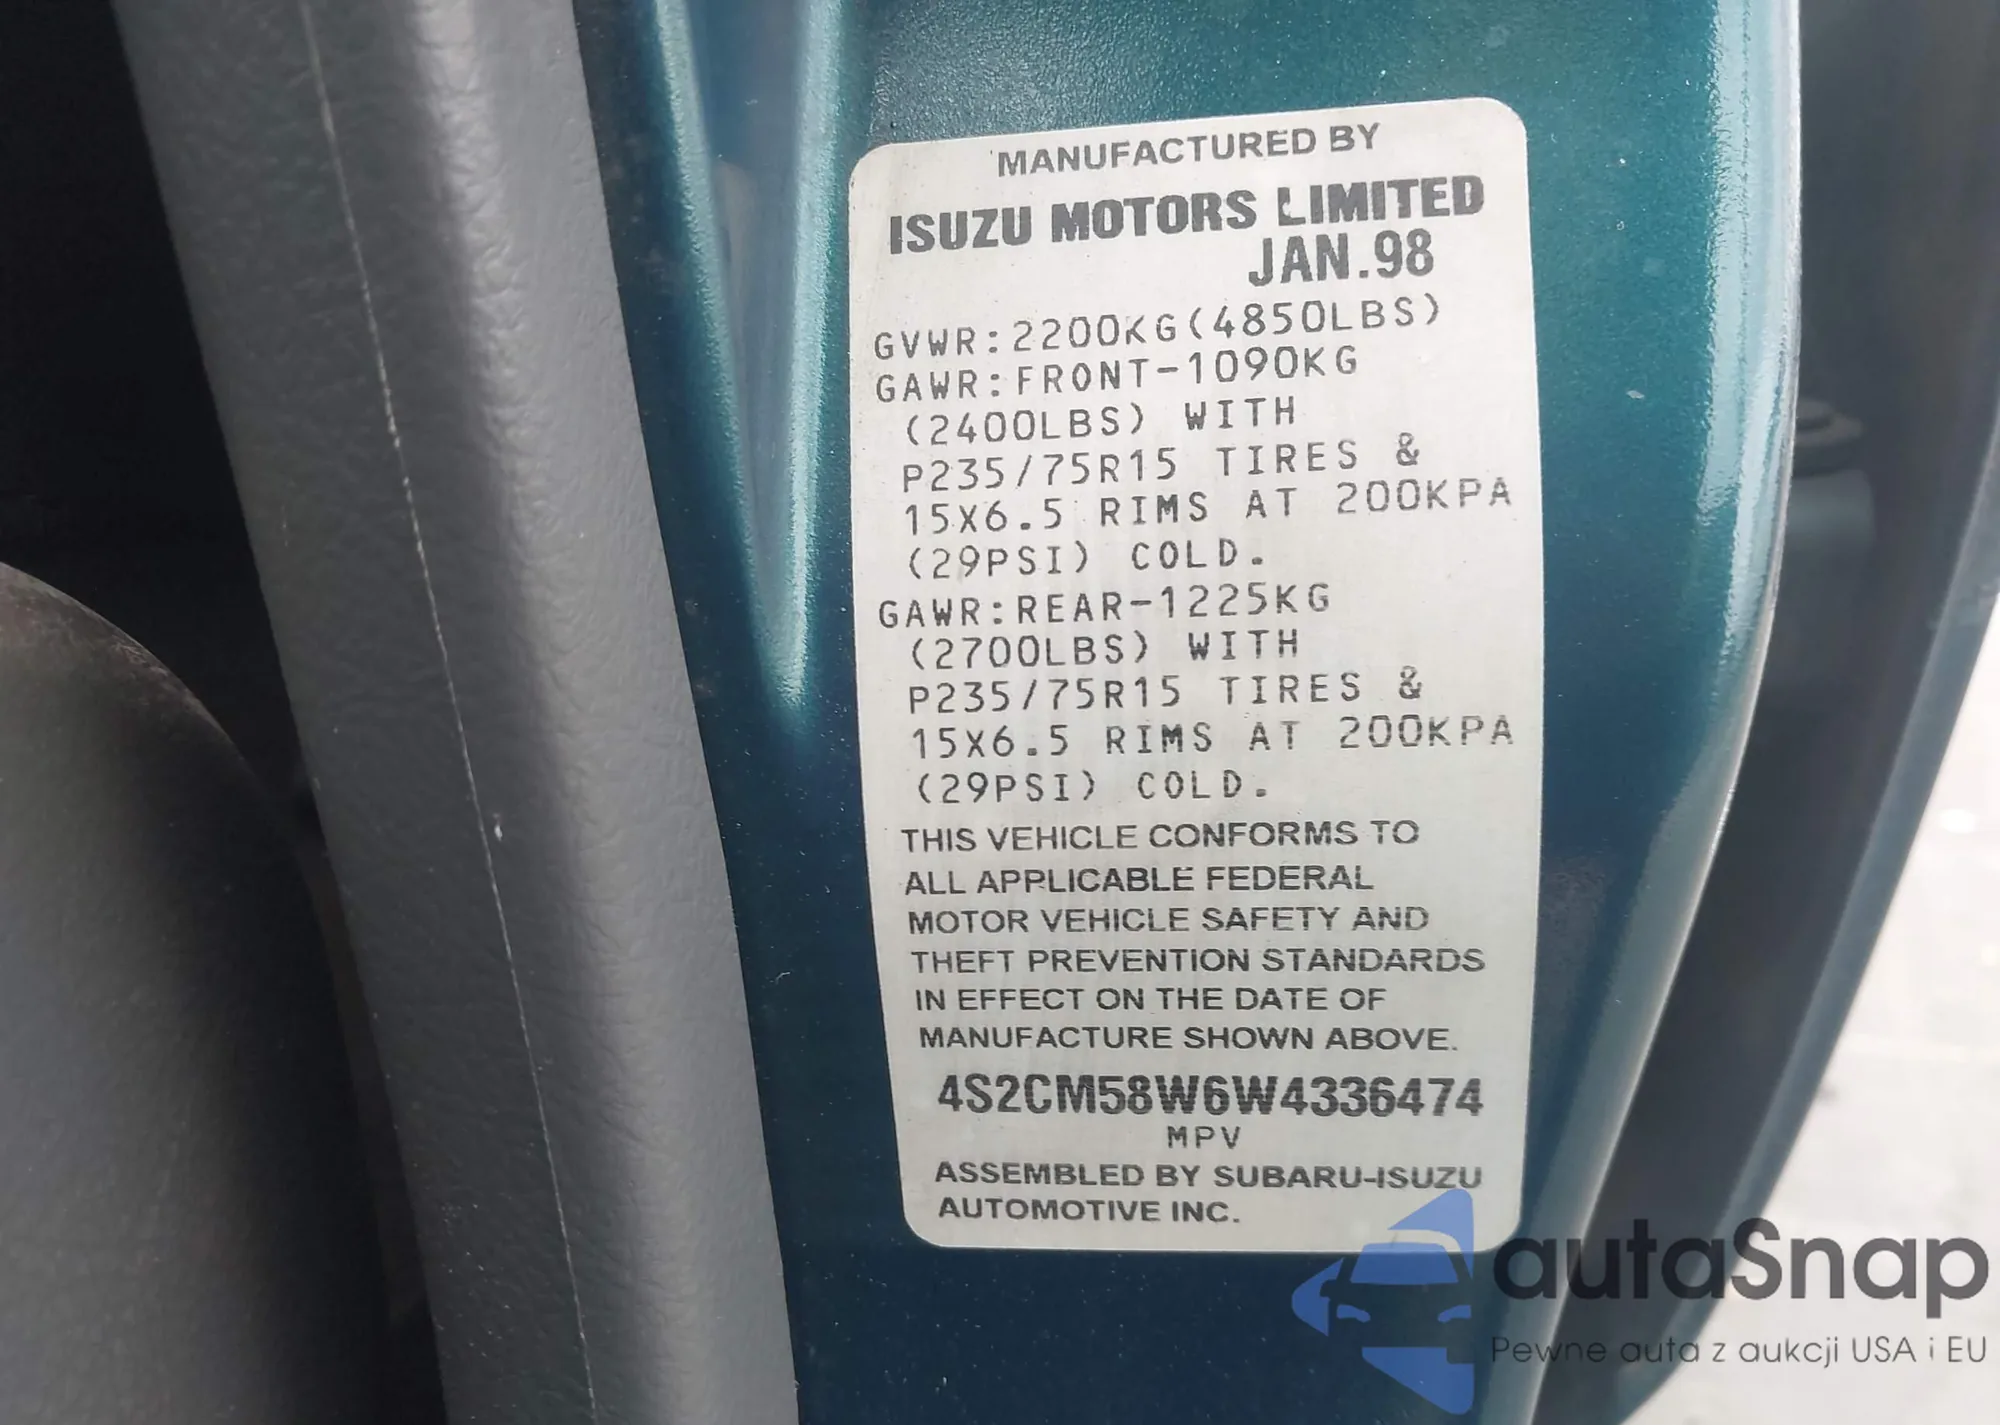 MANUFACTURED BY
ISUZU MOTORS LIMITED
JAN.98
GVWR:2200KG(4850LBS)
GAWR:FRONT-1090KG
(2400LBS) WITH
P235/75R15 TIRES &
15X6.5 RIMS AT 200KPA
(29PSI) COLD.
GAWR:REAR-1225KG
(2700LBS) WITH
P235/75R15 TIRES &
15X6.5 RIMS AT 200KPA
(29PSI) COLD.
THIS VEHICLE CONFORMS TO
ALL APPLICABLE FEDERAL
MOTOR VEHICLE SAFETY AND
THEFT PREVENTION STANDARDS
IN EFFECT ON THE DATE OF
MANUFACTURE SHOWN ABOVE.
4S2CM58W6W4336474
MPV
ASSEMBLED BY SUBARU-ISUZU
AUTOMOTIVE INC.
autaSnap
Pewne auta z aukcji USA i EU